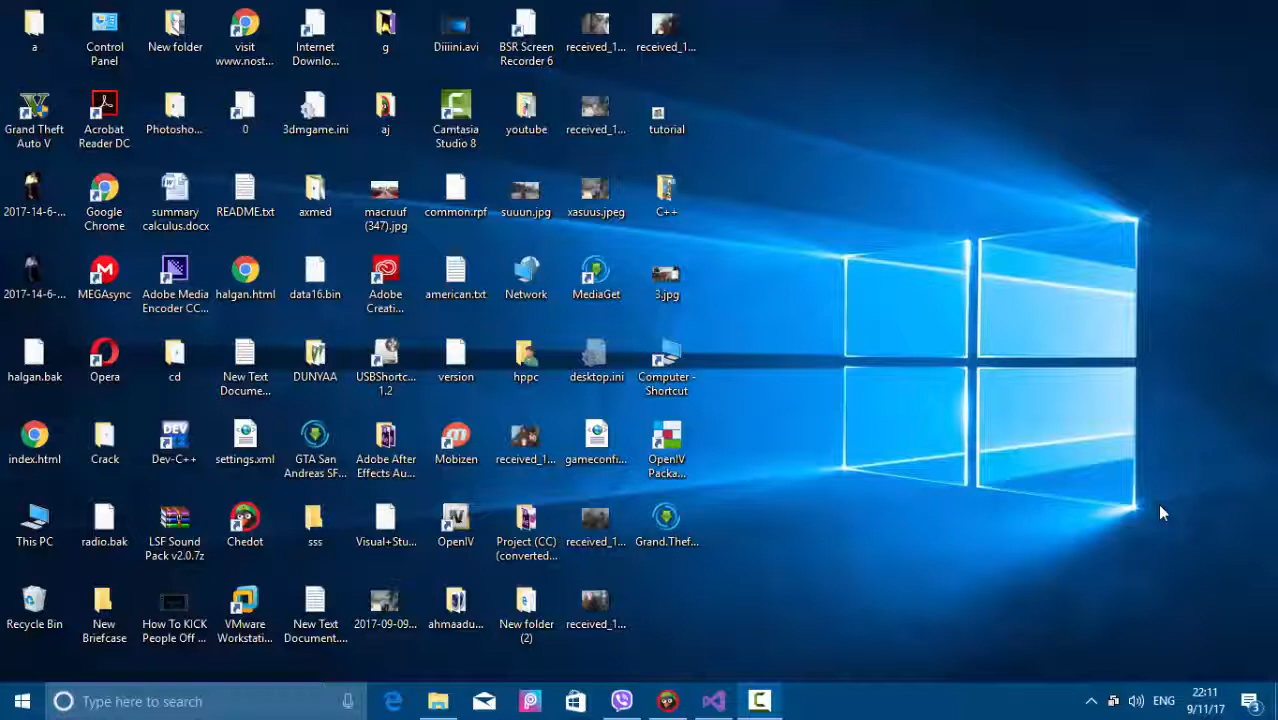 a
Control
Panel
New folder
visit
www.nost...
Internet
Downlo...
g
Diiiini.avi
BSR Screen
Recorder 6
received_1...
received_1...
Grand Theft
Auto V
Acrobat
Reader DC
Photosho...
0
3dmgame.ini
aj
Camtasia
Studio 8
youtube
received_1...
tutorial
2017-14-6-...
Google
Chrome
summary
calculus.docx
README.txt
axmed
macruuf
(347).jpg
common.rpf
suuun.jpg
xasuus.jpeg
C++
2017-14-6-...
MEGAsync
Adobe Media
Encoder CC...
halgan.html
data16.bin
Adobe
Creati...
american.txt
Network
MediaGet
3.jpg
halgan.bak
Opera
cd
New Text
Docume...
DUNYAA
USBShortc...
1.2
version
hppc
desktop.ini
Computer -
Shortcut
index.html
Crack
DEV
Dev-C++
settings.xml
GTA San
Andreas SF...
Adobe After
Effects Au...
Mobizen
received_1...
gameconfi...
OpenIV
Packa...
This PC
radio.bak
LSF Sound
Pack v2.0.7z
Chedot
sss
Visual+Stu...
OpenIV
Project (CC)
(converted...
received_1...
Grand.Thef...
Recycle Bin
New
Briefcase
How To KICK
People Off ...
VMware
Workstati...
New Text
Document....
2017-09-09...
ahmaadu...
New folder
(2)
received_1...
Type here to search
ENG
22:11
9/11/17
3